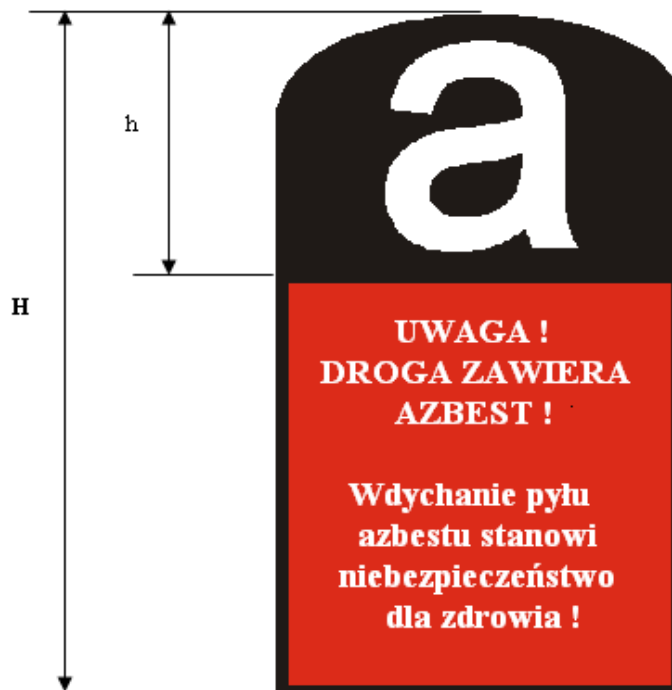 a
h
H
UWAGA !
DROGA ZAWIERA
AZBEST !
Wdychanie pyłu
azbestu stanowi
niebezpieczeństwo
dla zdrowia !